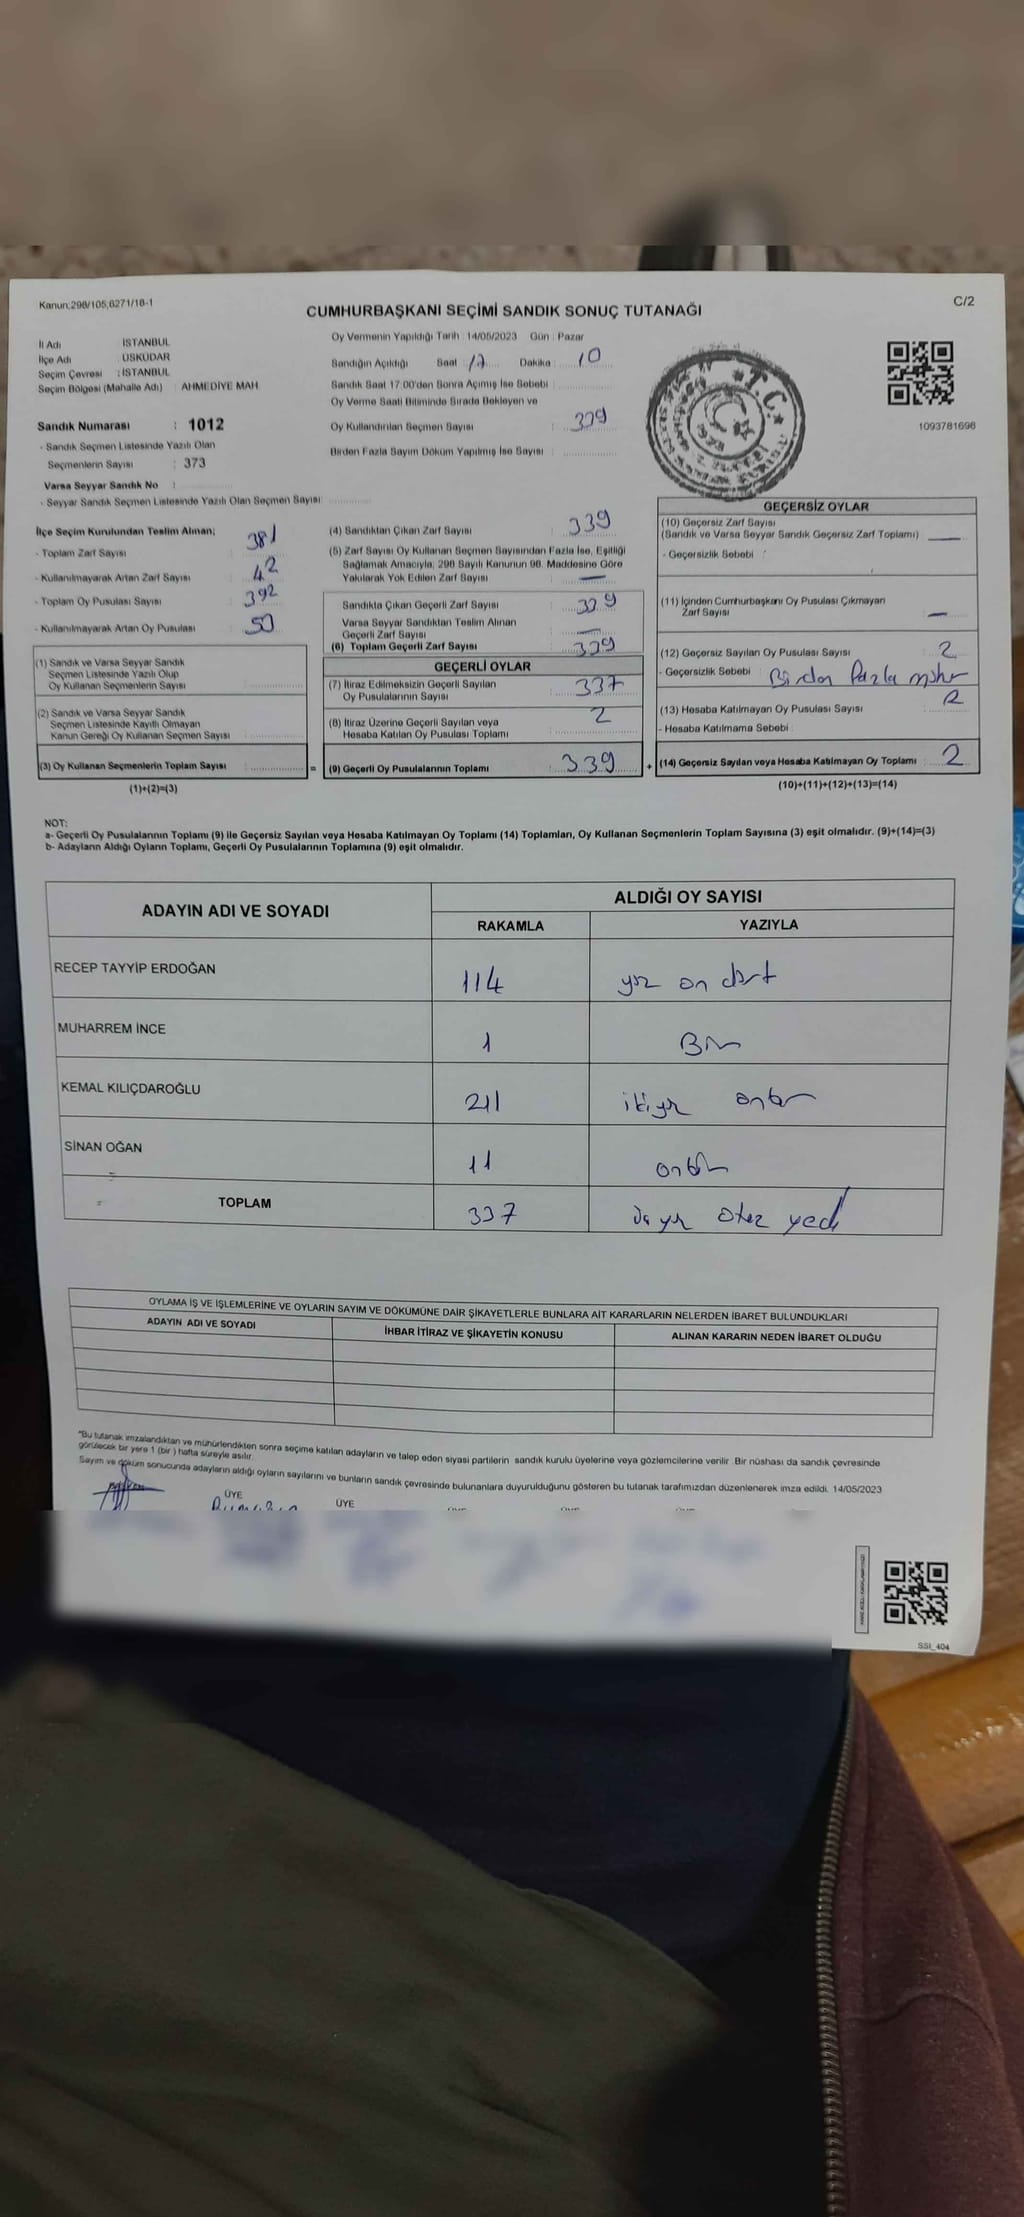 Kanun;298/105,6271/18-1
C/2
CUMHURBAŞKANI SEÇİMİ SANDIK SONUÇ TUTANAĞI
İl Adı : İSTANBUL
İlçe Adı : ÜSKÜDAR
Seçim Çevresi : İSTANBUL
Seçim Bölgesi (Mahalle Adı) : AHMEDİYE MAH
Sandık Numarası : 1012
- Sandık Seçmen Listesinde Yazılı Olan
Seçmenlerin Sayısı : 373
Varsa Seyyar Sandık No :
- Seyyar Sandık Seçmen Listesinde Yazılı Olan Seçmen Sayısı:
Oy Vermenin Yapıldığı Tarih : 14/05/2023 Gün : Pazar
Sandığın Açıldığı Saat : 17 Dakika : 10
Sandık Saat 17:00'den Sonra Açımış İse Sebebi :
Oy Verme Saati Bitiminde Sırada Bekleyen ve
Oy Kullandırılan Seçmen Sayısı : 339
Birden Fazla Sayım Döküm Yapılmış İse Sayısı :
T.C.
1093781696
İlçe Seçim Kurulundan Teslim Alınan;
- Toplam Zarf Sayısı : 381
- Kullanılmayarak Artan Zarf Sayısı : 42
- Toplam Oy Pusulası Sayısı : 392
- Kullanılmayarak Artan Oy Pusulası : 50
(1) Sandık ve Varsa Seyyar Sandık
Seçmen Listesinde Yazılı Olup
Oy Kullanan Seçmenlerin Sayısı :
(2) Sandık ve Varsa Seyyar Sandık
Seçmen Listesinde Kayıtlı Olmayan
Kanun Gereği Oy Kullanan Seçmen Sayısı :
(3) Oy Kullanan Seçmenlerin Toplam Sayısı :
(1)+(2)=(3)
(4) Sandıktan Çıkan Zarf Sayısı : 339
(5) Zarf Sayısı Oy Kullanan Seçmen Sayısından Fazla İse, Eşitliği
Sağlamak Amacıyla, 298 Sayılı Kanunun 98. Maddesine Göre
Yakılarak Yok Edilen Zarf Sayısı : —
Sandıkta Çıkan Geçerli Zarf Sayısı : 339
Varsa Seyyar Sandıktan Teslim Alınan
Geçerli Zarf Sayısı : —
(6) Toplam Geçerli Zarf Sayısı : 339
GEÇERLİ OYLAR
(7) İtiraz Edilmeksizin Geçerli Sayılan
Oy Pusulalarının Sayısı : 337
(8) İtiraz Üzerine Geçerli Sayılan veya
Hesaba Katılan Oy Pusulası Toplamı : 2
= (9) Geçerli Oy Pusulalarının Toplamı : 339
GEÇERSİZ OYLAR
(10) Geçersiz Zarf Sayısı
(Sandık ve Varsa Seyyar Sandık Geçersiz Zarf Toplamı) : —
- Geçersizlik Sebebi :
(11) İçinden Cumhurbaşkanı Oy Pusulası Çıkmayan
Zarf Sayısı : —
(12) Geçersiz Sayılan Oy Pusulası Sayısı : 2
- Geçersizlik Sebebi : Birden fazla mühür
(13) Hesaba Katılmayan Oy Pusulası Sayısı : 2
- Hesaba Katılmama Sebebi :
+ (14) Geçersiz Sayılan veya Hesaba Katılmayan Oy Toplamı : 2
(10)+(11)+(12)+(13)=(14)
NOT:
a- Geçerli Oy Pusulalarının Toplamı (9) ile Geçersiz Sayılan veya Hesaba Katılmayan Oy Toplamı (14) Toplamları, Oy Kullanan Seçmenlerin Toplam Sayısına (3) eşit olmalıdır. (9)+(14)=(3)
b- Adayların Aldığı Oyların Toplamı, Geçerli Oy Pusulalarının Toplamına (9) eşit olmalıdır.
ADAYIN ADI VE SOYADI
ALDIĞI OY SAYISI
RAKAMLA YAZIYLA
RECEP TAYYİP ERDOĞAN 114 yüz on dört
MUHARREM İNCE 1 Bir
KEMAL KILIÇDAROĞLU 211 ikiyüz onbir
SİNAN OĞAN 11 onbir
TOPLAM 337 üç yüz otuz yedi
OYLAMA İŞ VE İŞLEMLERİNE VE OYLARIN SAYIM VE DÖKÜMÜNE DAİR ŞİKAYETLERLE BUNLARA AİT KARARLARIN NELERDEN İBARET BULUNDUKLARI
ADAYIN ADI VE SOYADI İHBAR İTİRAZ VE ŞİKAYETİN KONUSU ALINAN KARARIN NEDEN İBARET OLDUĞU
*Bu tutanak imzalandıktan ve mühürlendikten sonra seçime katılan adayların ve talep eden siyasi partilerin sandık kurulu üyelerine veya gözlemcilerine verilir .Bir nüshası da sandık çevresinde
görülecek bir yere 1 (bir ) hafta süreyle asılır.
Sayım ve döküm sonucunda adayların aldığı oyların sayılarını ve bunların sandık çevresinde bulunanlara duyurulduğunu gösteren bu tutanak tarafımızdan düzenlenerek imza edildi. 14/05/2023
ÜYE ÜYE
SSI_404